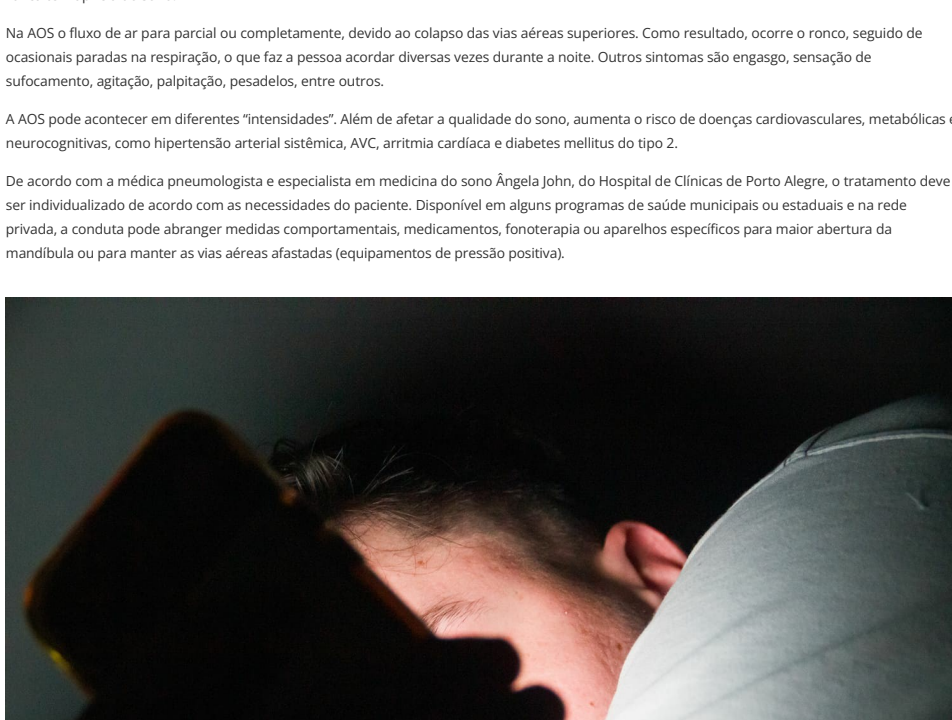 Na AOS o fluxo de ar para parcial ou completamente, devido ao colapso das vias aéreas superiores. Como resultado, ocorre o ronco, seguido de
ocasionais paradas na respiração, o que faz a pessoa acordar diversas vezes durante a noite. Outros sintomas são engasgo, sensação de
sufocamento, agitação, palpitação, pesadelos, entre outros.
A AOS pode acontecer em diferentes “intensidades”. Além de afetar a qualidade do sono, aumenta o risco de doenças cardiovasculares, metabólicas e
neurocognitivas, como hipertensão arterial sistêmica, AVC, arritmia cardíaca e diabetes mellitus do tipo 2.
De acordo com a médica pneumologista e especialista em medicina do sono Ângela John, do Hospital de Clínicas de Porto Alegre, o tratamento deve
ser individualizado de acordo com as necessidades do paciente. Disponível em alguns programas de saúde municipais ou estaduais e na rede
privada, a conduta pode abranger medidas comportamentais, medicamentos, fonoterapia ou aparelhos específicos para maior abertura da
mandíbula ou para manter as vias aéreas afastadas (equipamentos de pressão positiva).